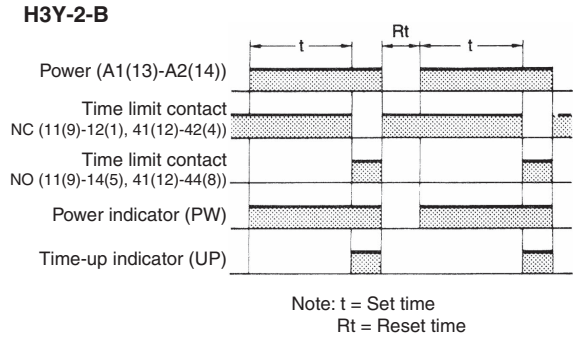 H3Y-2-B
t Rt t
Power (A1(13)-A2(14))
Time limit contact
NC (11(9)-12(1), 41(12)-42(4))
Time limit contact
NO (11(9)-14(5), 41(12)-44(8))
Power indicator (PW)
Time-up indicator (UP)
Note: t = Set time
Rt = Reset time